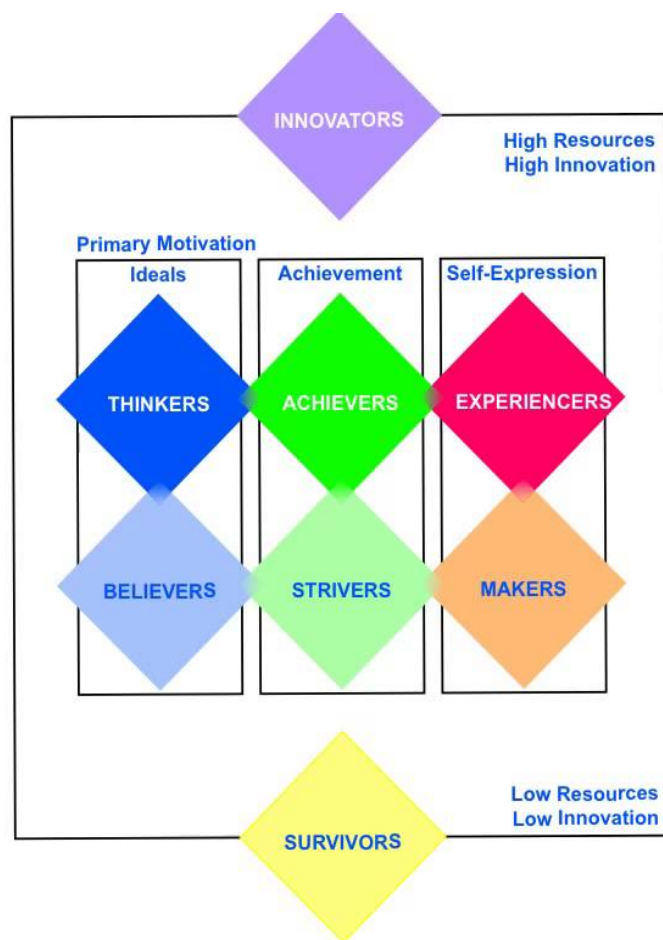 INNOVATORS
High Resources
High Innovation
Primary Motivation
Ideals
Achievement
Self-Expression
THINKERS
ACHIEVERS
EXPERIENCERS
BELIEVERS
STRIVERS
MAKERS
Low Resources
Low Innovation
SURVIVORS